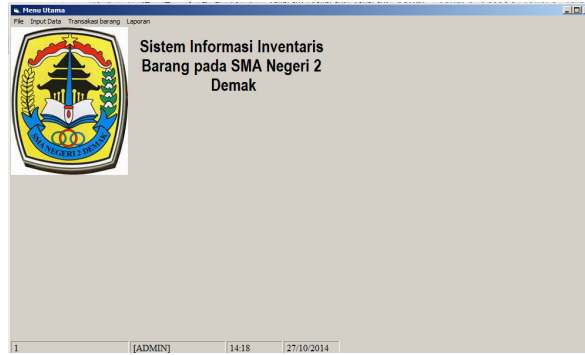 Menu Utama
File Input Data Transakasi barang Laporan
Sistem Informasi Inventaris
Barang pada SMA Negeri 2
Demak
SMA NEGERI 2 DEMAK
1 [ADMIN] 14:18 27/10/2014